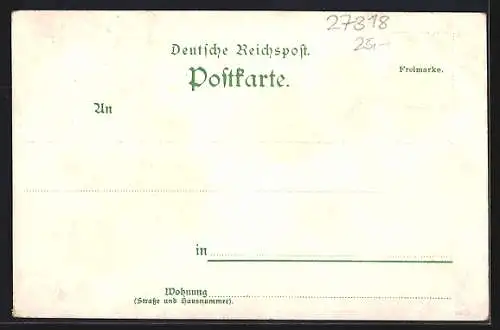 27318
25,-
Deutſche Reichspoſt.
Poſtkarte.
Freimarke.
An
in
Wohnung
(Straße und Hausnummer).